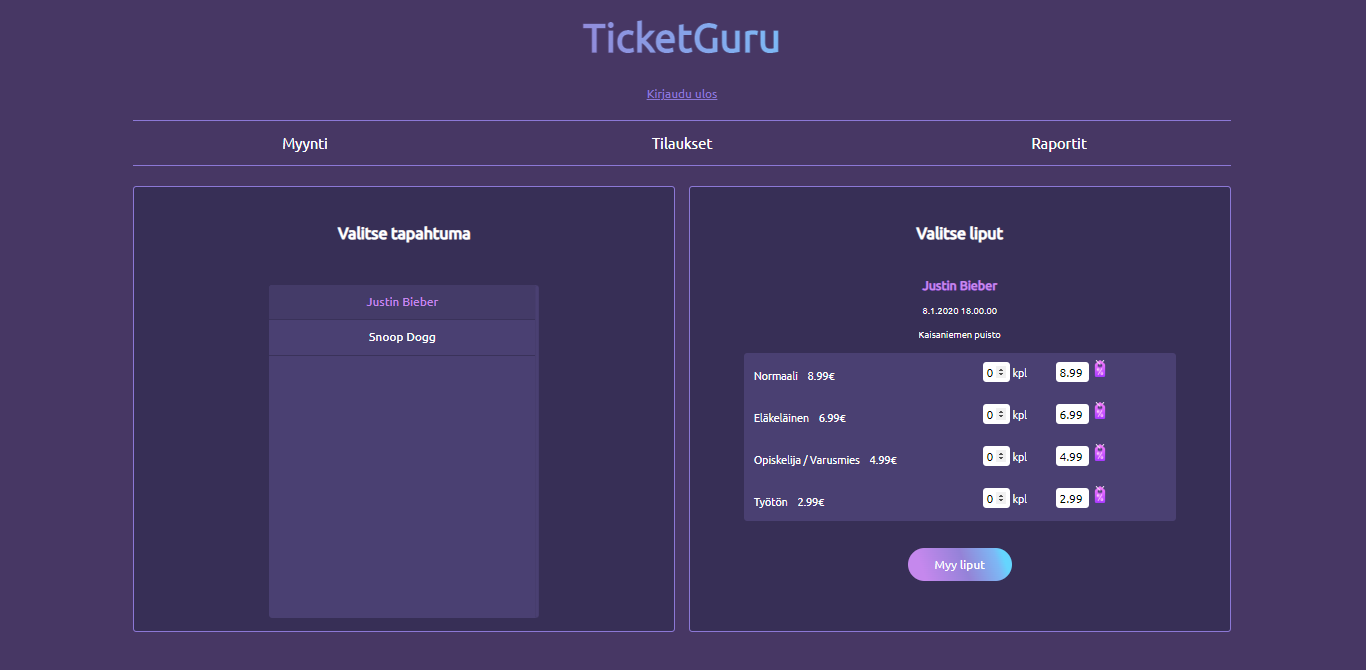 TicketGuru
Kirjaudu ulos
Myynti Tilaukset Raportit
Valitse tapahtuma
Justin Bieber
Snoop Dogg
Valitse liput
Justin Bieber
8.1.2020 18.00.00
Kaisaniemen puisto
Normaali 8.99€ 0 kpl 8.99 %
Eläkeläinen 6.99€ 0 kpl 6.99 %
Opiskelija / Varusmies 4.99€ 0 kpl 4.99 %
Työtön 2.99€ 0 kpl 2.99 %
Myy liput